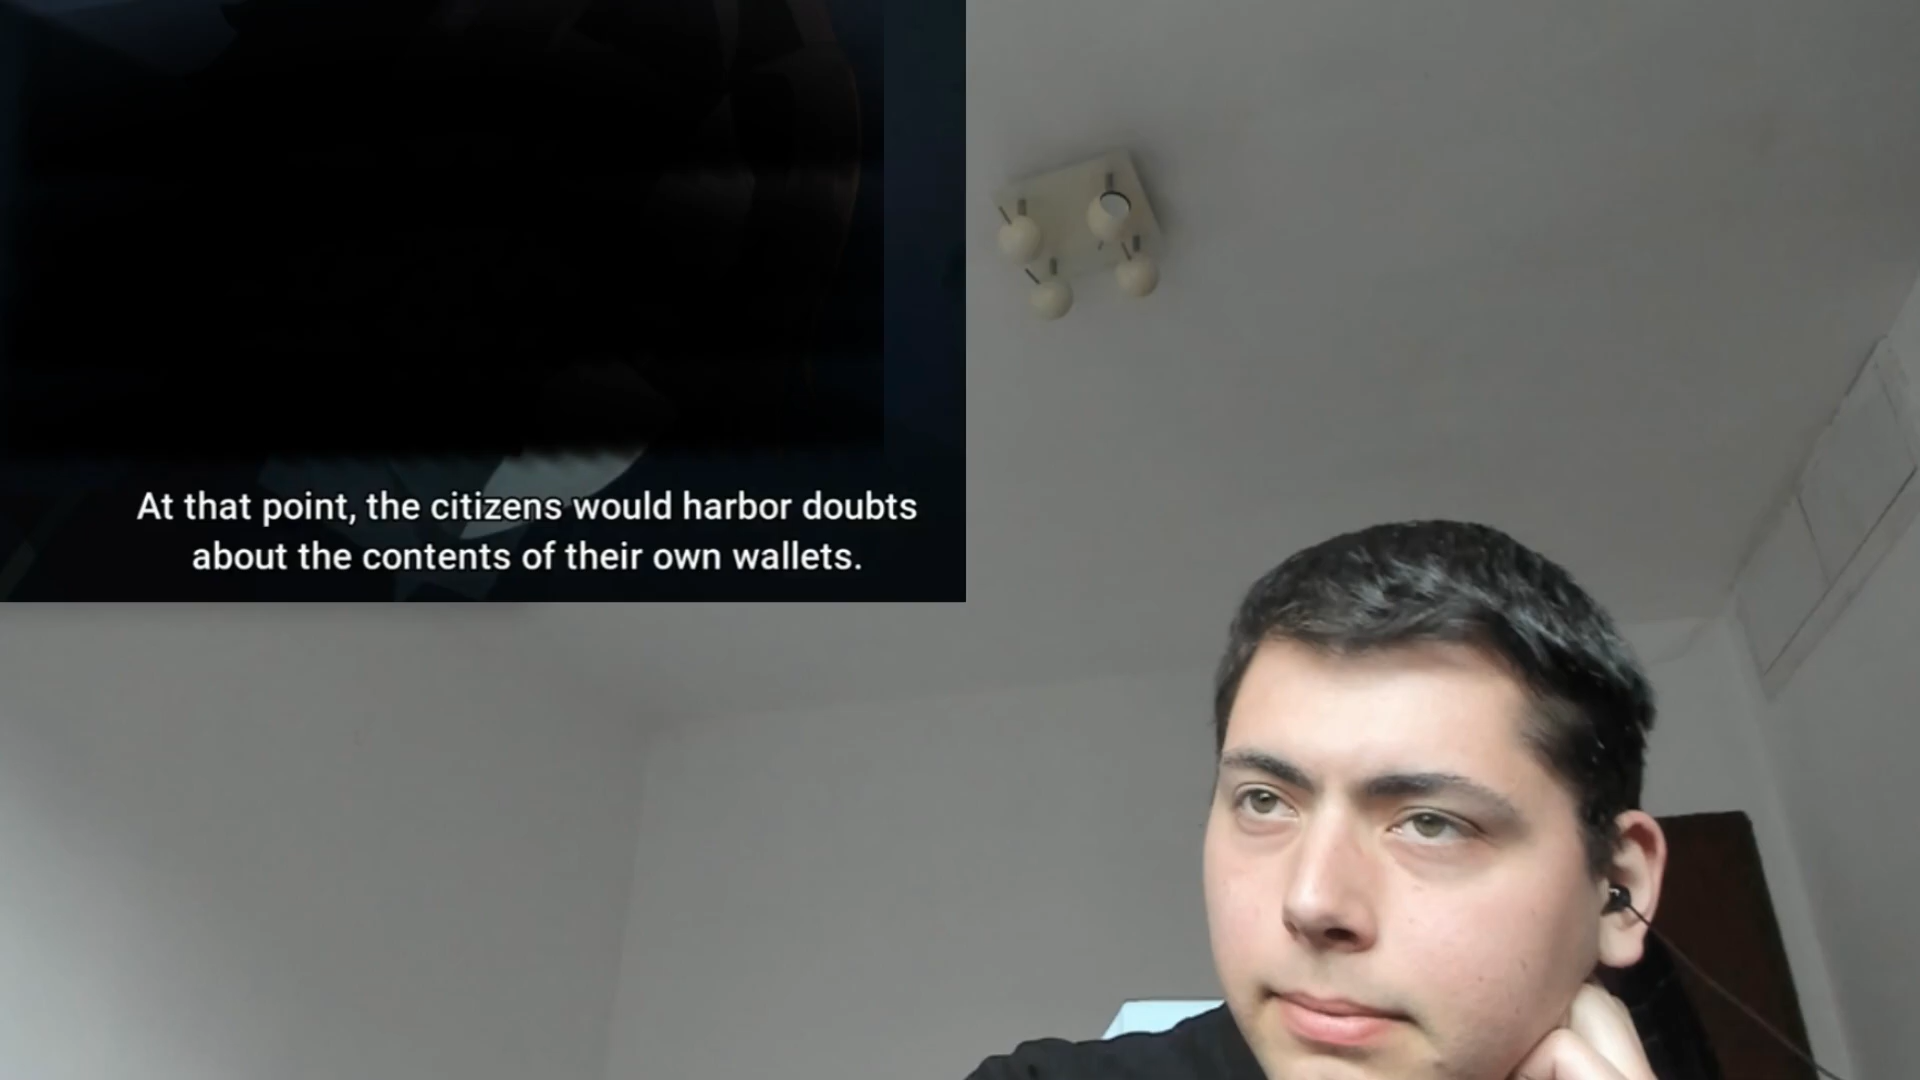 At that point, the citizens would harbor doubts
about the contents of their own wallets.